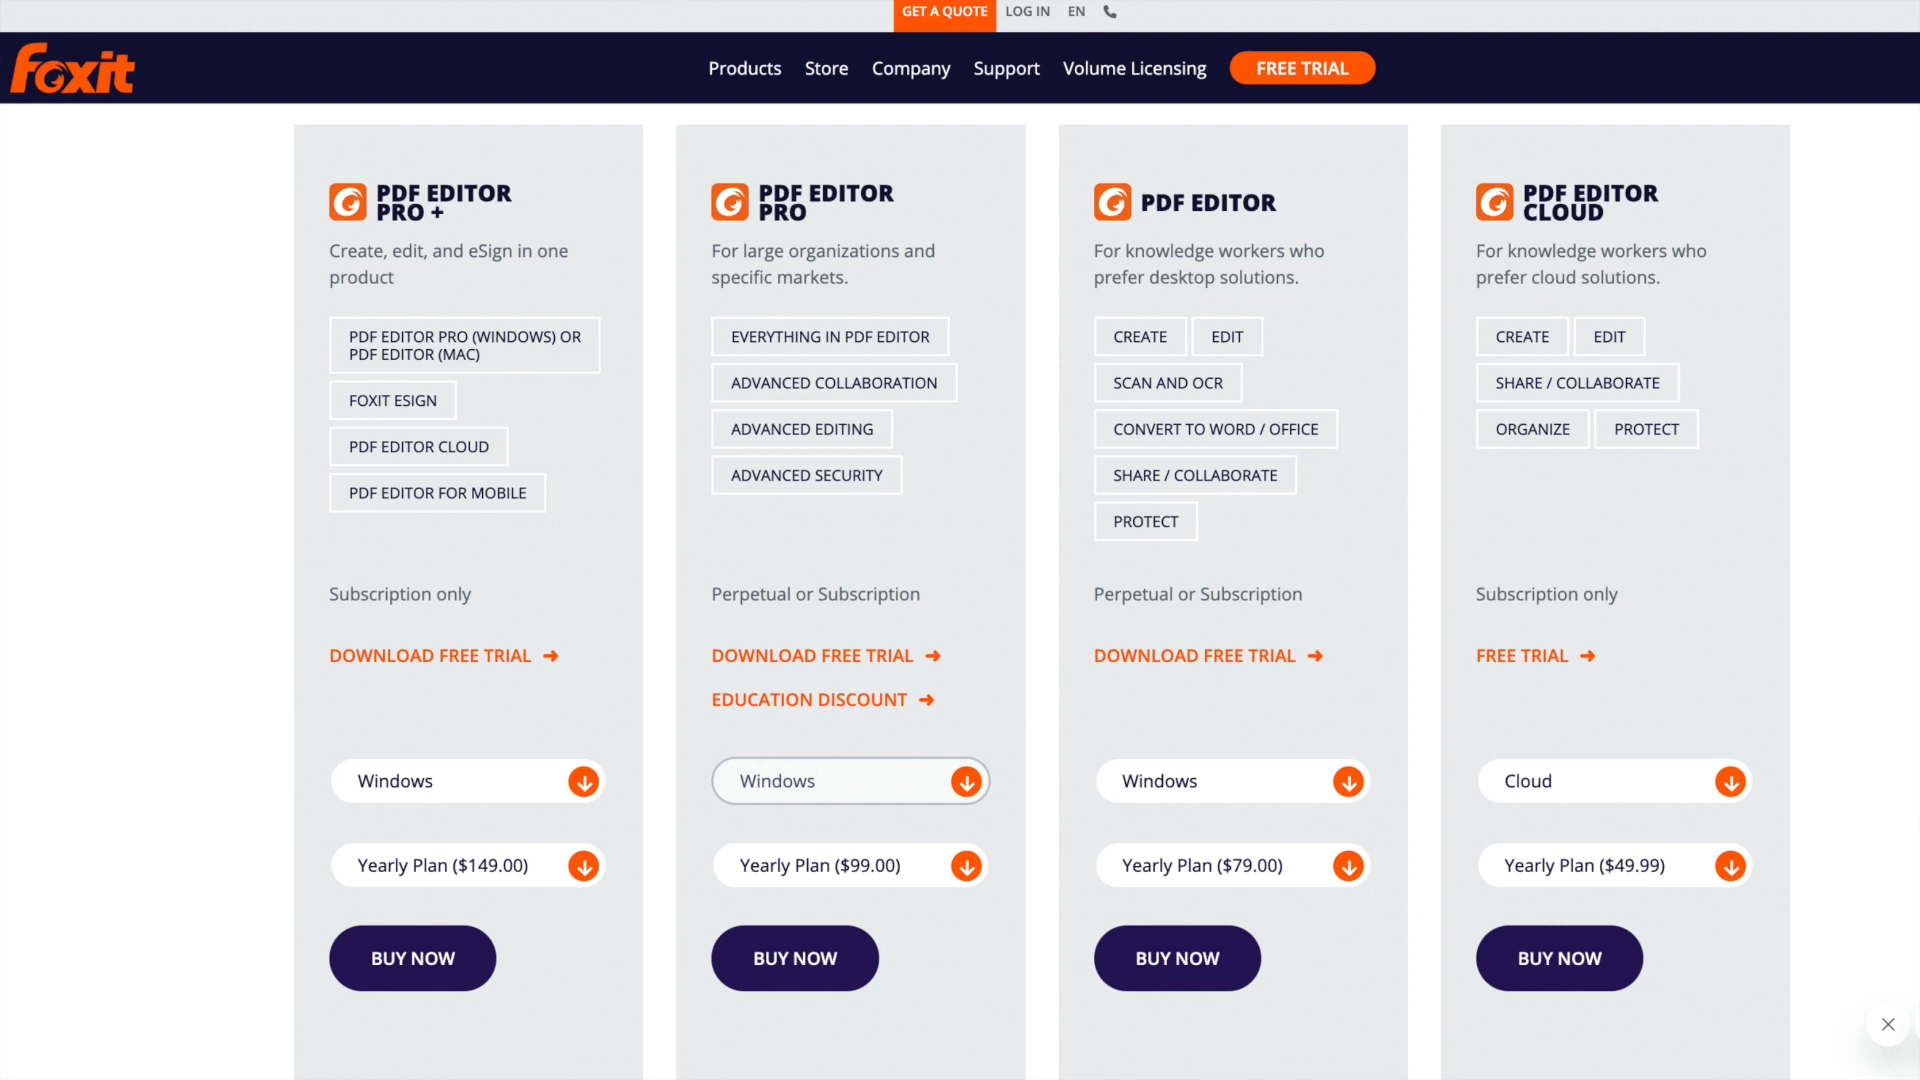 GET A QUOTE LOG IN EN
foxit Products Store Company Support Volume Licensing FREE TRIAL
PDF EDITOR
PRO +
Create, edit, and eSign in one
product
PDF EDITOR PRO (WINDOWS) OR
PDF EDITOR (MAC)
FOXIT ESIGN
PDF EDITOR CLOUD
PDF EDITOR FOR MOBILE
Subscription only
DOWNLOAD FREE TRIAL
Windows
Yearly Plan ($149.00)
BUY NOW
PDF EDITOR
PRO
For large organizations and
specific markets.
EVERYTHING IN PDF EDITOR
ADVANCED COLLABORATION
ADVANCED EDITING
ADVANCED SECURITY
Perpetual or Subscription
DOWNLOAD FREE TRIAL
EDUCATION DISCOUNT
Windows
Yearly Plan ($99.00)
BUY NOW
PDF EDITOR
For knowledge workers who
prefer desktop solutions.
CREATE EDIT
SCAN AND OCR
CONVERT TO WORD / OFFICE
SHARE / COLLABORATE
PROTECT
Perpetual or Subscription
DOWNLOAD FREE TRIAL
Windows
Yearly Plan ($79.00)
BUY NOW
PDF EDITOR
CLOUD
For knowledge workers who
prefer cloud solutions.
CREATE EDIT
SHARE / COLLABORATE
ORGANIZE PROTECT
Subscription only
FREE TRIAL
Cloud
Yearly Plan ($49.99)
BUY NOW